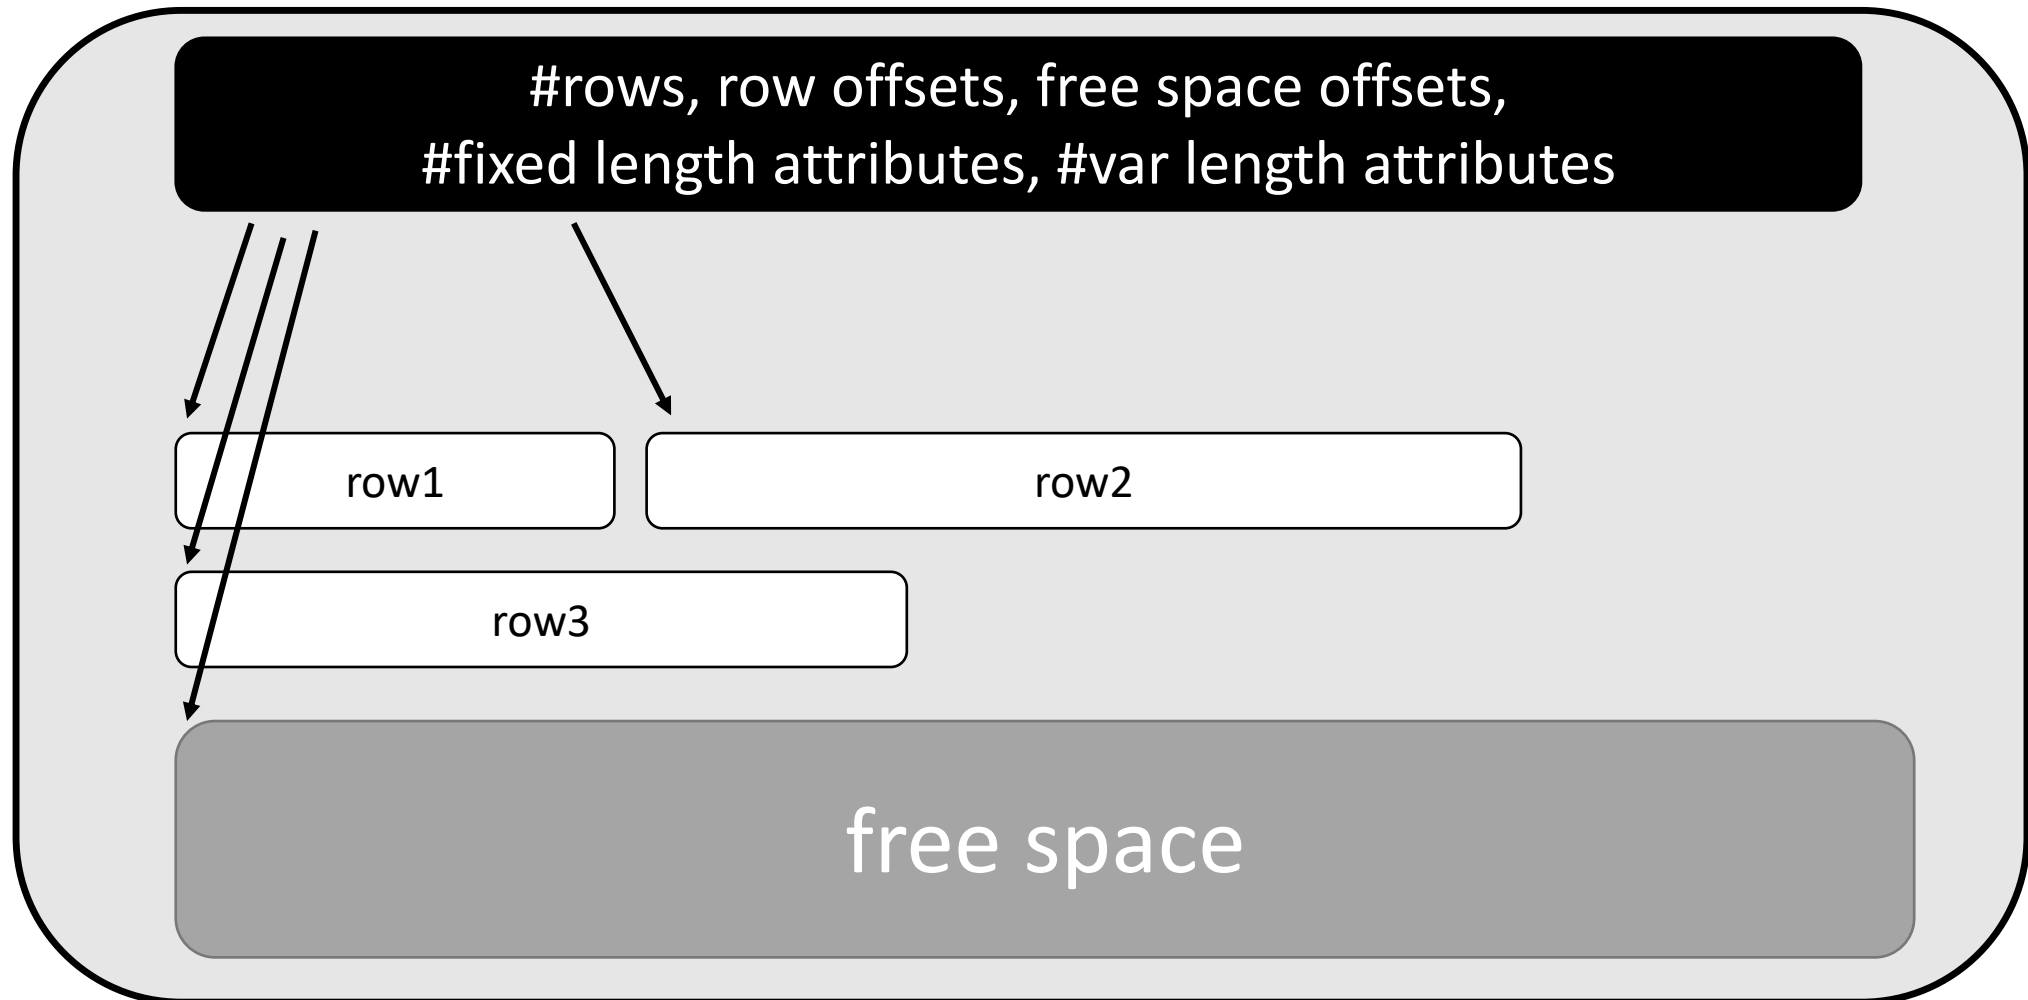 #rows, row offsets, free space offsets,
#fixed length attributes, #var length attributes
row1
row2
row3
free space